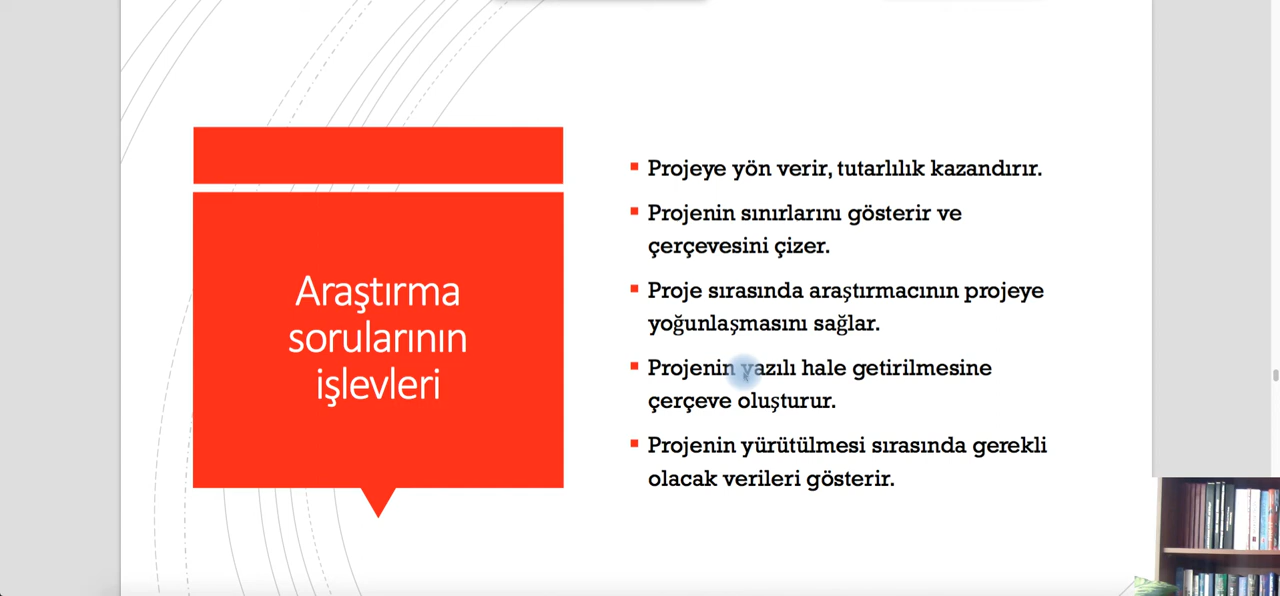 Araştırma
sorularının
işlevleri
Projeye yön verir, tutarlılık kazandırır.
Projenin sınırlarını gösterir ve
çerçevesini çizer.
Proje sırasında araştırmacının projeye
yoğunlaşmasını sağlar.
Projenin yazılı hale getirilmesine
çerçeve oluşturur.
Projenin yürütülmesi sırasında gerekli
olacak verileri gösterir.